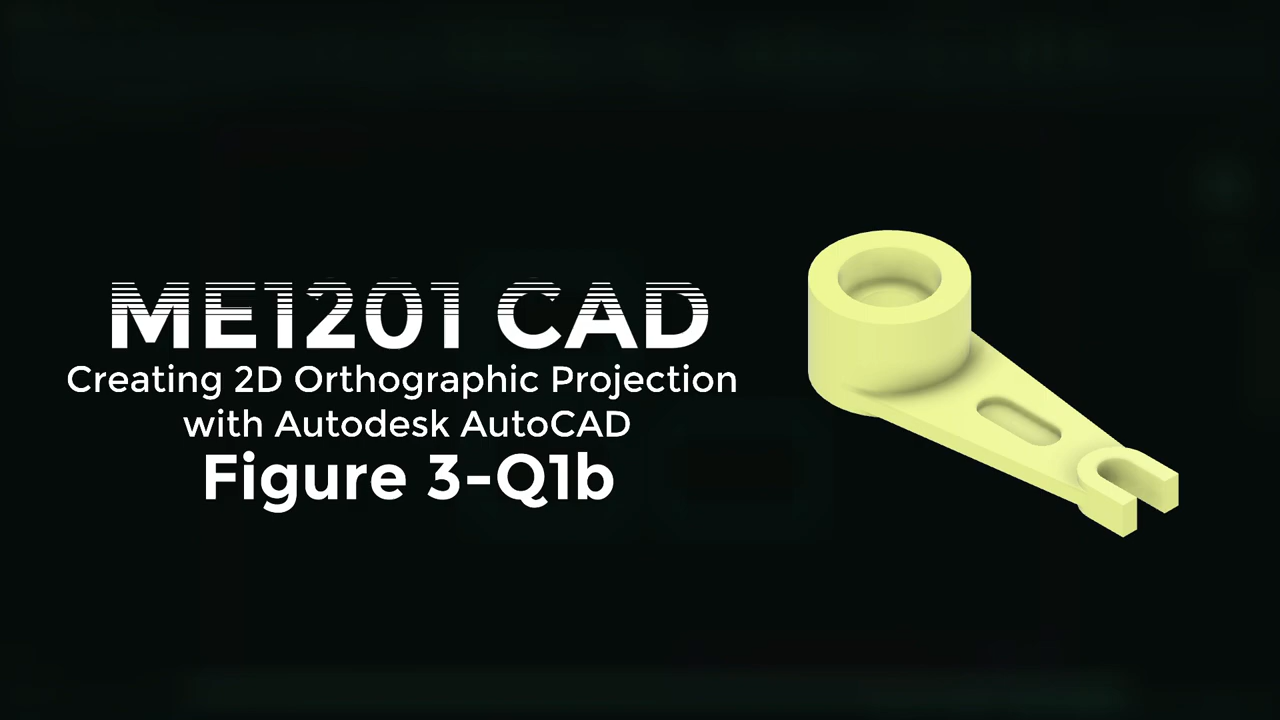 ME1201 CAD
Creating 2D Orthographic Projection
with Autodesk AutoCAD
Figure 3-Q1b